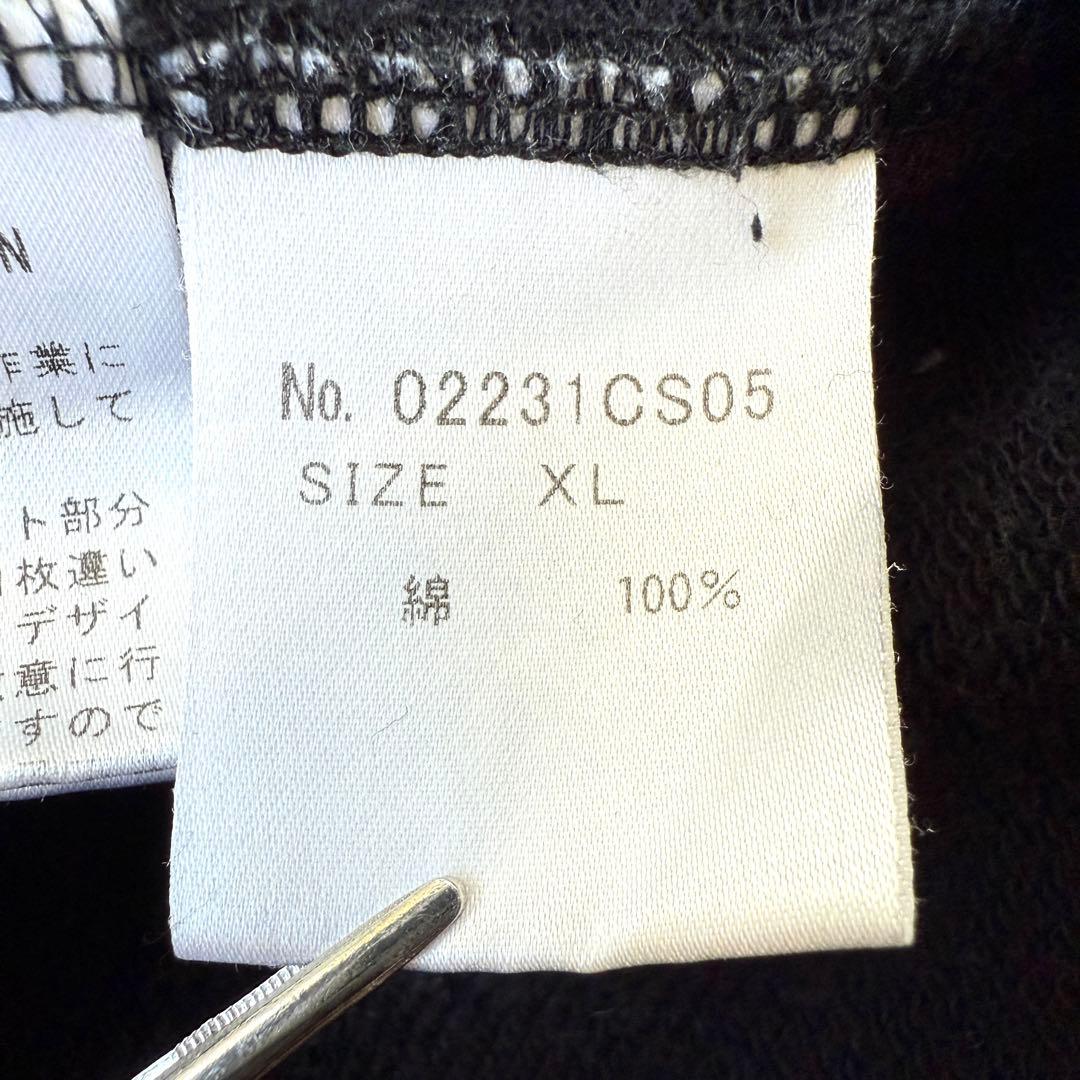 N
作業に
施して
ト部分
枚違い
デザイ
意に行
すので
No. 02231CS05
SIZE XL
綿 100%